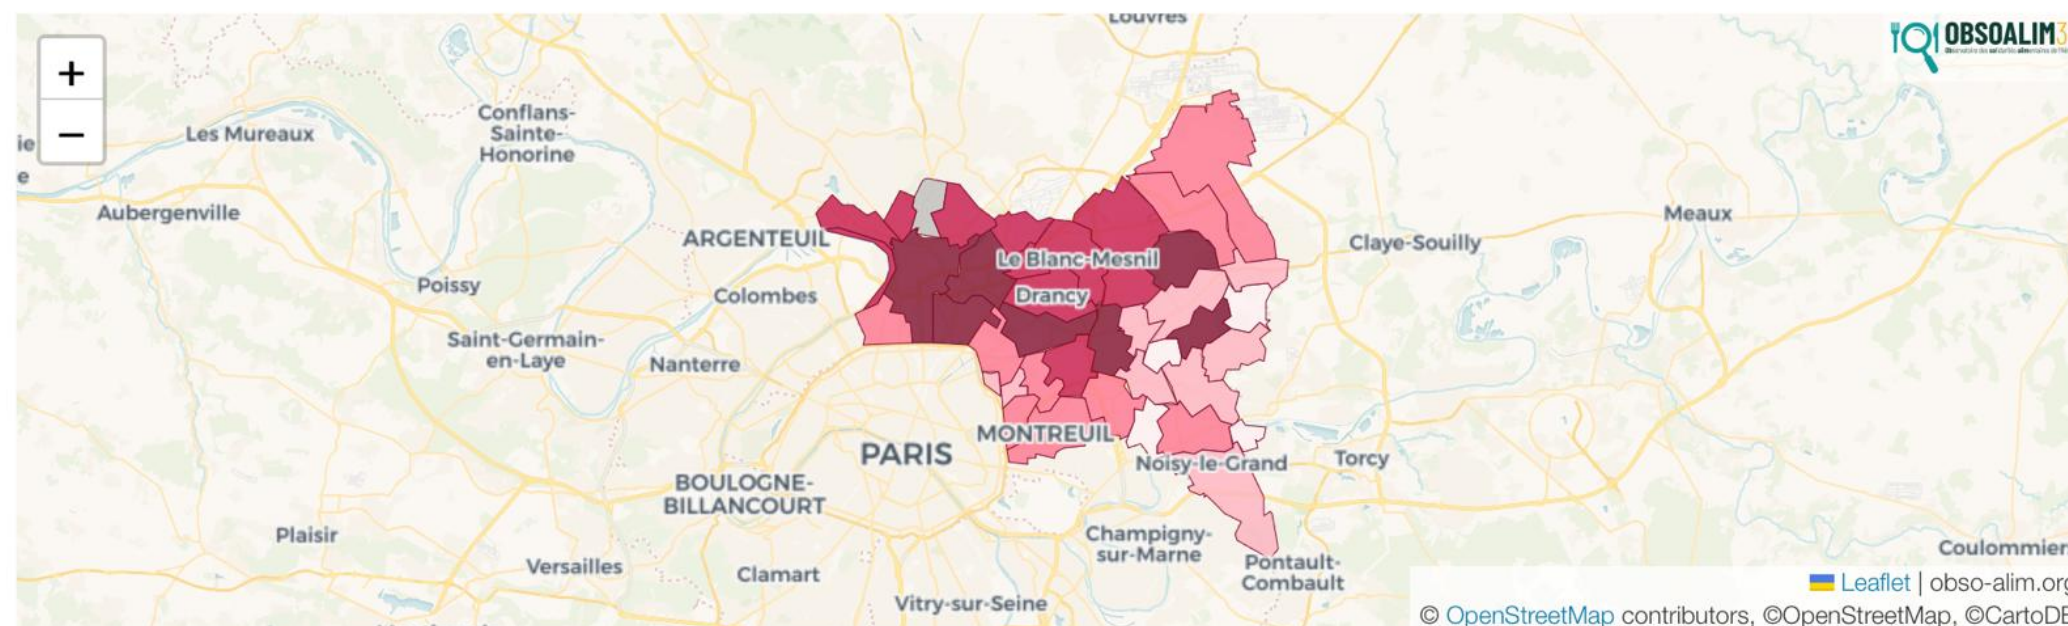 Louvres
OBSOALIM3
+
Conflans-
Sainte-
Honorine
Les Mureaux
ie
−
e
Aubergenville
ARGENTEUIL
Meaux
Claye-Souilly
Le Blanc-Mesnil
Poissy
Colombes
Drancy
Saint-Germain-
en-Laye
Nanterre
MONTREUIL
PARIS
Noisy-le-Grand
Torcy
BOULOGNE-
BILLANCOURT
Plaisir
Champigny-
sur-Marne
Versailles
Clamart
Pontault-
Combault
Coulommier
Vitry-sur-Seine
Leaflet | obso-alim.org
© OpenStreetMap contributors, ©OpenStreetMap, ©CartoDB